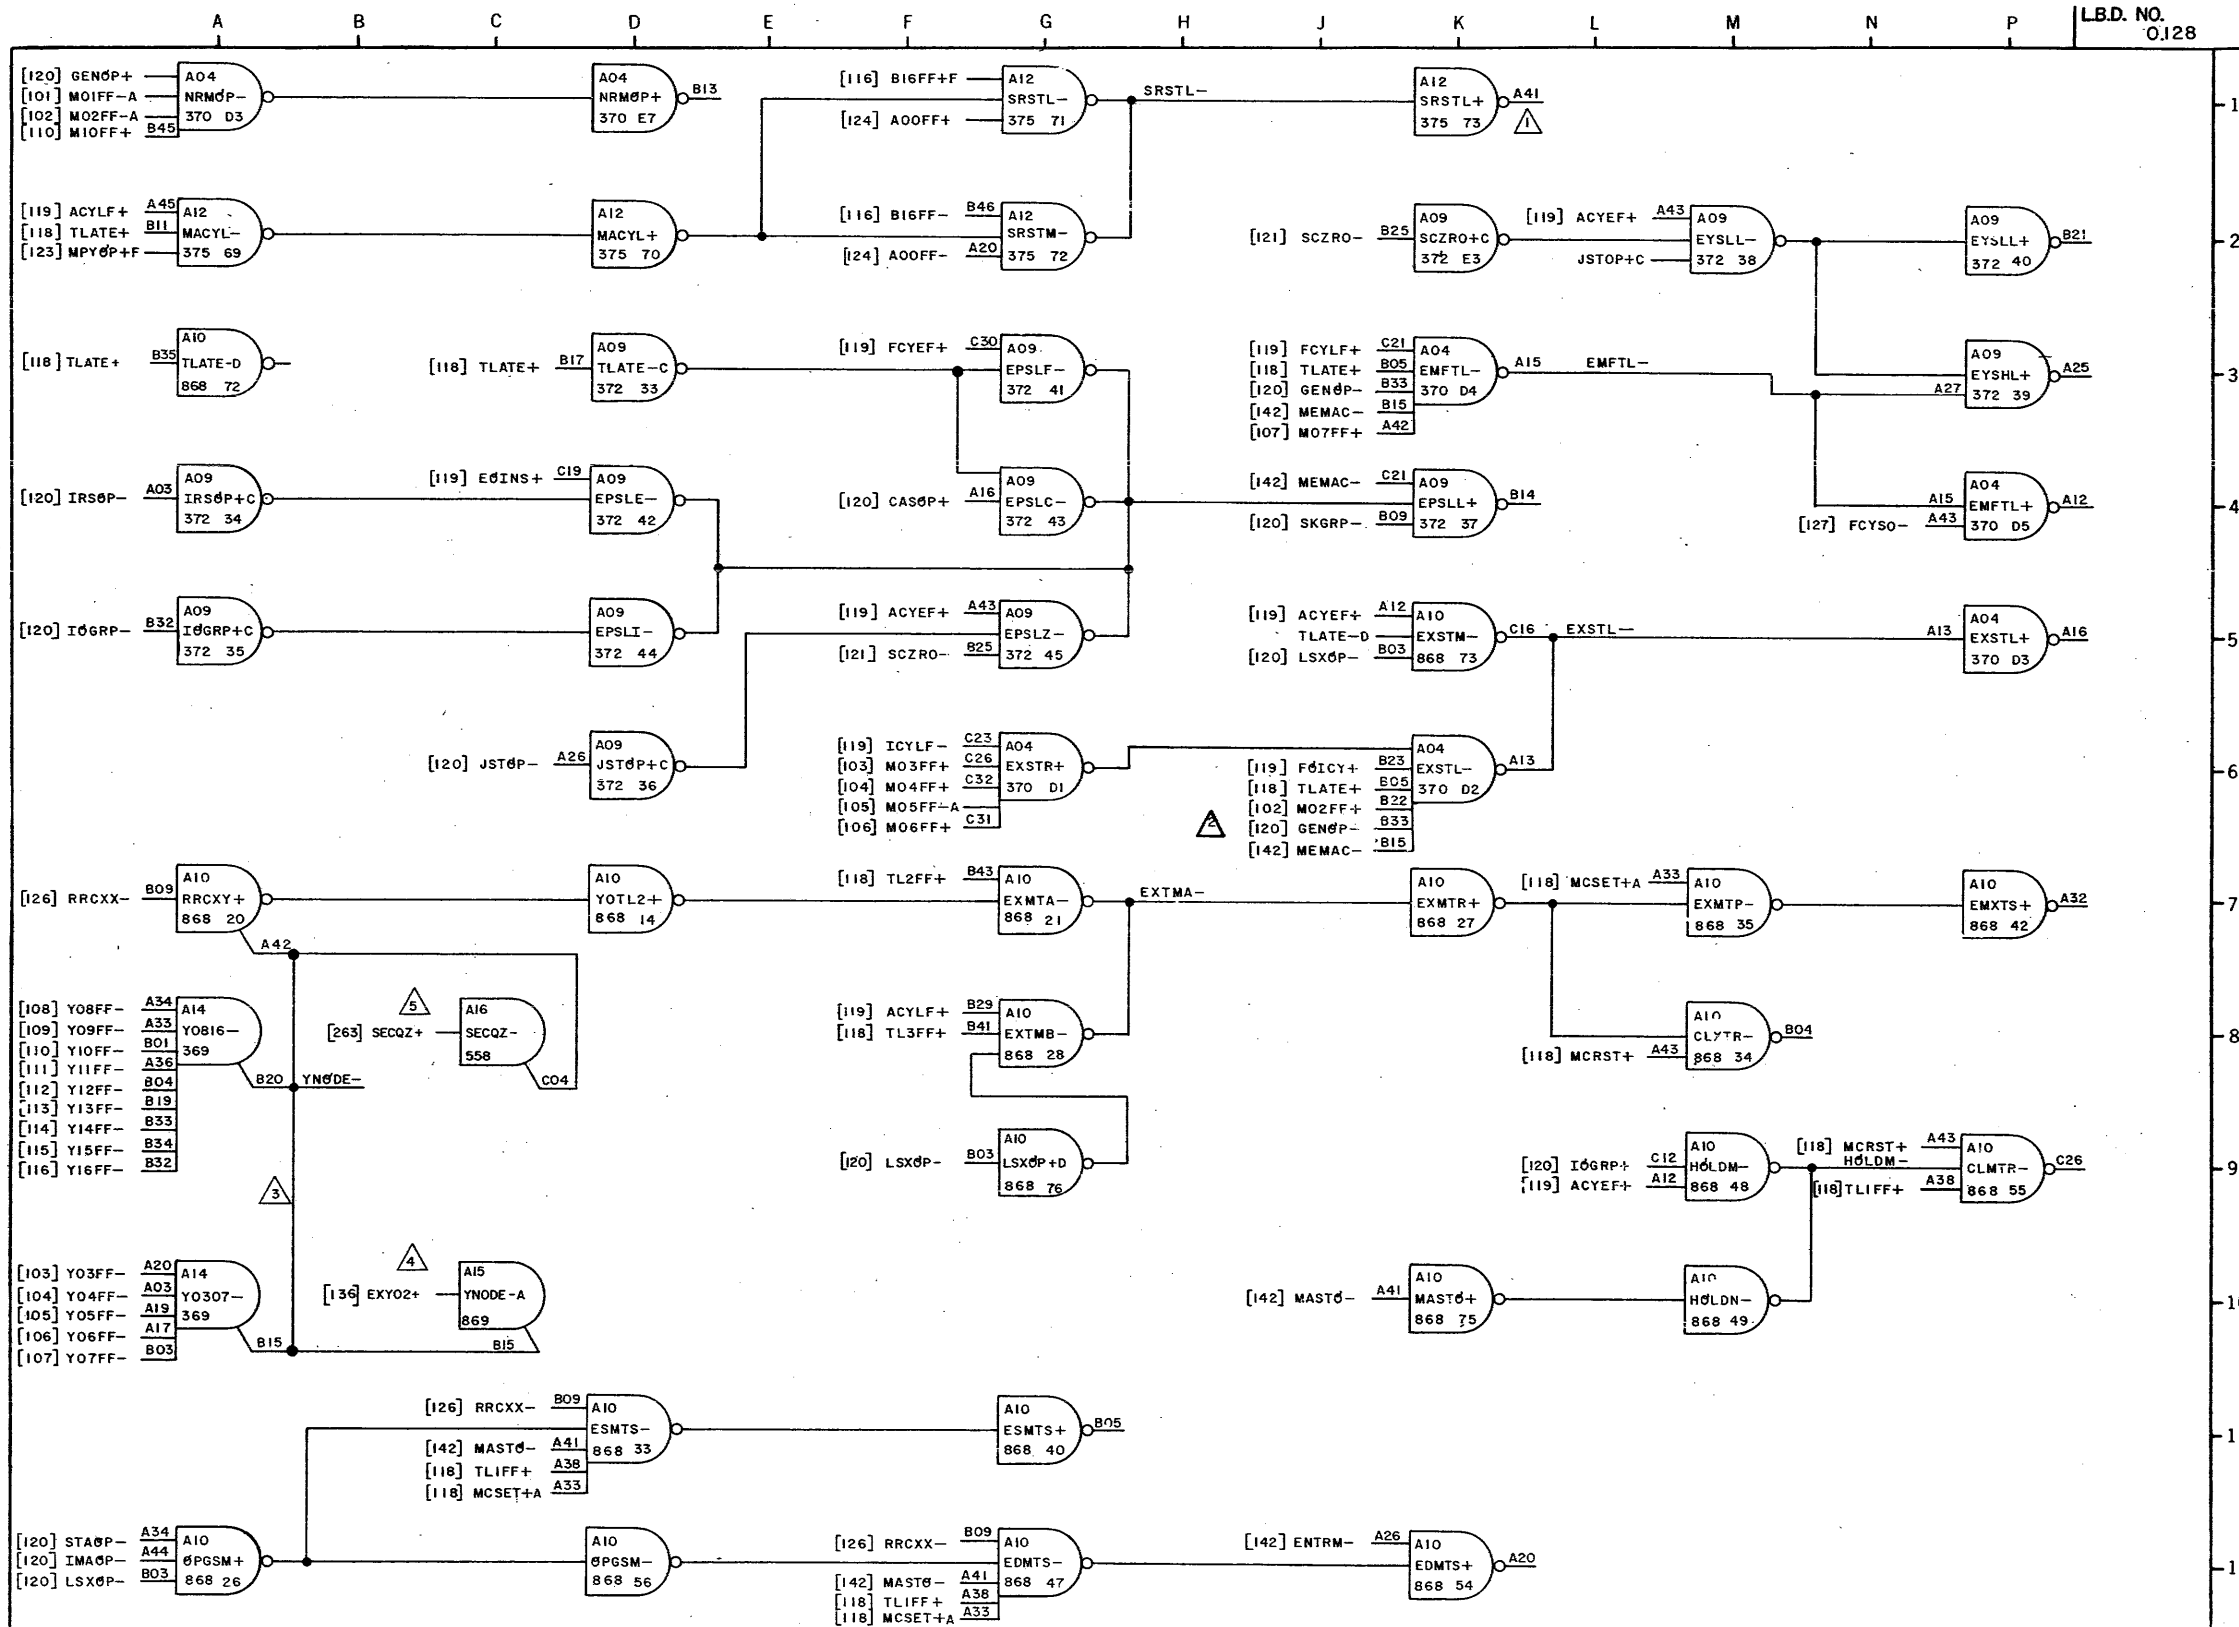 A B C D E F G H J K L M N P
L.B.D. NO.
0.128
[120] GENØP+
[101] M01FF-A
[102] M02FF-A
[110] M10FF+ B45
A04
NRMØP-
370 D3
A04
NRMØP+
370 E7
B13
[116] B16FF+F
[124] A00FF+
A12
SRSTL-
375 71
SRSTL-
A12
SRSTL+
375 73
A41
1
1
[119] ACYLF+ A45
[118] TLATE+ B11
[123] MPYØP+F
A12
MACYL-
375 69
A12
MACYL+
375 70
[116] B16FF- B46
[124] A00FF- A20
A12
SRSTM-
375 72
[121] SCZRO- B25
A09
SCZRO+C
372 E3
[119] ACYEF+ A43
JSTOP+C
A09
EYSLL-
372 38
A09
EYSLL+
372 40
B21
2
[118] TLATE+ B35
A10
TLATE-D
868 72
[118] TLATE+ B17
A09
TLATE-C
372 33
[119] FCYEF+ C30
A09
EPSLF-
372 41
[119] FCYLF+ C21
[118] TLATE+ B05
[120] GENØP- B33
[142] MEMAC- B15
[107] M07FF+ A42
A04
EMFTL-
370 D4
A15 EMFTL-
A27
A09
EYSHL+
372 39
A25
3
[120] IRSØP- A03
A09
IRSØP+C
372 34
[119] EØINS+ C19
A09
EPSLE-
372 42
[120] CASØP+ A16
A09
EPSLC-
372 43
[142] MEMAC- C21
[120] SKGRP- B09
A09
EPSLL+
372 37
B14
A15
[127] FCYSO- A43
A04
EMFTL+
370 D5
A12
4
[120] IØGRP- B32
A09
IØGRP+C
372 35
A09
EPSLI-
372 44
[119] ACYEF+ A43
[121] SCZRO- B25
A09
EPSLZ-
372 45
[119] ACYEF+ A12
TLATE-D
[120] LSXØP- B03
A10
EXSTM-
868 73
C16 EXSTL-
A13
A04
EXSTL+
370 D3
A16
5
[120] JSTØP- A26
A09
JSTØP+C
372 36
[119] ICYLF- C23
[103] M03FF+ C26
[104] M04FF+ C32
[105] M05FF-A
[106] M06FF+ C31
A04
EXSTR+
370 D1
2
[119] FØICY+ B23
[118] TLATE+ B05
[102] M02FF+ B22
[120] GENØP- B33
[142] MEMAC- B15
A04
EXSTL-
370 D2
A13
6
[126] RRCXX- B09
A10
RRCXY+
868 20
A42
A10
YOTL2+
868 14
[118] TL2FF+ B43
A10
EXMTA-
868 21
EXTMA-
A10
EXMTR+
868 27
[118] MCSET+A A33
A10
EXMTP-
868 35
A10
EMXTS+
868 42
A32
7
[108] Y08FF- A34
[109] Y09FF- A33
[110] Y10FF- B01
[111] Y11FF- A36
[112] Y12FF- B04
[113] Y13FF- B19
[114] Y14FF- B33
[115] Y15FF- B34
[116] Y16FF- B32
A14
Y0816-
369
B20 YNØDE-
5
[263] SECQZ+
A16
SECQZ-
558
C04
[119] ACYLF+ B29
[118] TL3FF+ B41
A10
EXTMB-
868 28
[118] MCRST+ A43
A10
CLYTR-
868 34
B04
8
3
[120] LSXØP- B03
A10
LSXØP+D
868 76
[120] IØGRP+ C12
[119] ACYEF+ A12
A10
HØLDM-
868 48
[118] MCRST+ A43
HØLDM-
[118] TL1FF+ A38
A10
CLMTR-
868 55
C26
9
[103] Y03FF- A20
[104] Y04FF- A03
[105] Y05FF- A19
[106] Y06FF- A17
[107] Y07FF- B03
A14
Y0307-
369
B15
4
[136] EXY02+
A15
YNODE-A
869
B15
[142] MASTØ- A41
A10
MASTØ+
868 75
A10
HØLDN-
868 49
1
[126] RRCXX- B09
[142] MASTØ- A41
[118] TL1FF+ A38
[118] MCSET+A A33
A10
ESMTS-
868 33
A10
ESMTS+
868 40
B05
1
[120] STAØP- A34
[120] IMAØP- A44
[120] LSXØP- B03
A10
ØPGSM+
868 26
A10
ØPGSM-
868 56
[126] RRCXX- B09
[142] MASTØ- A41
[118] TL1FF+ A38
[118] MCSET+A A33
A10
EDMTS-
868 47
[142] ENTRM- A26
A10
EDMTS+
868 54
A20
1